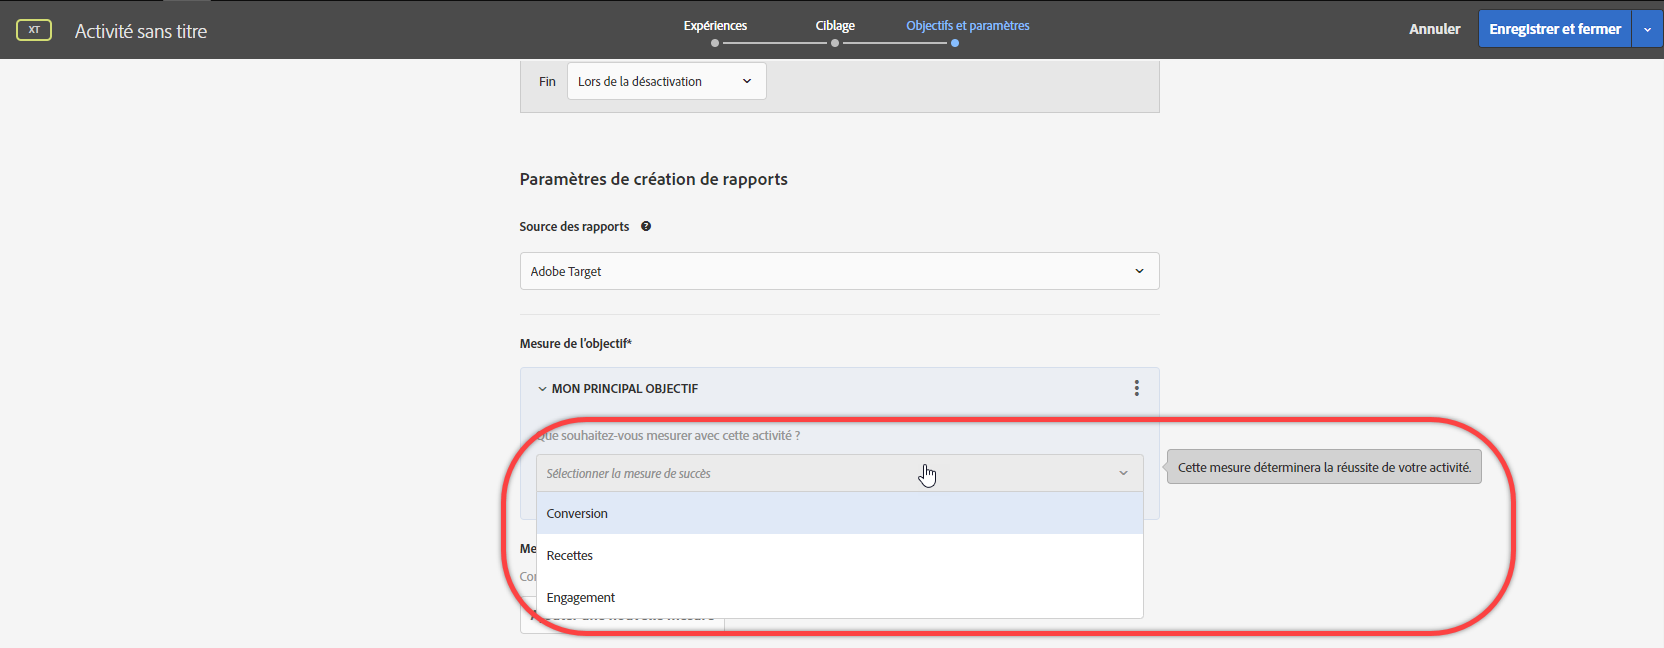 XT
Activité sans titre
Expériences
Ciblage
Objectifs et paramètres
Annuler
Enregistrer et fermer
Fin
Lors de la désactivation
Paramètres de création de rapports
Source des rapports
Adobe Target
Mesure de l'objectif*
MON PRINCIPAL OBJECTIF
Que souhaitez-vous mesurer avec cette activité ?
Sélectionner la mesure de succès
Cette mesure déterminera la réussite de votre activité.
Conversion
Recettes
Engagement